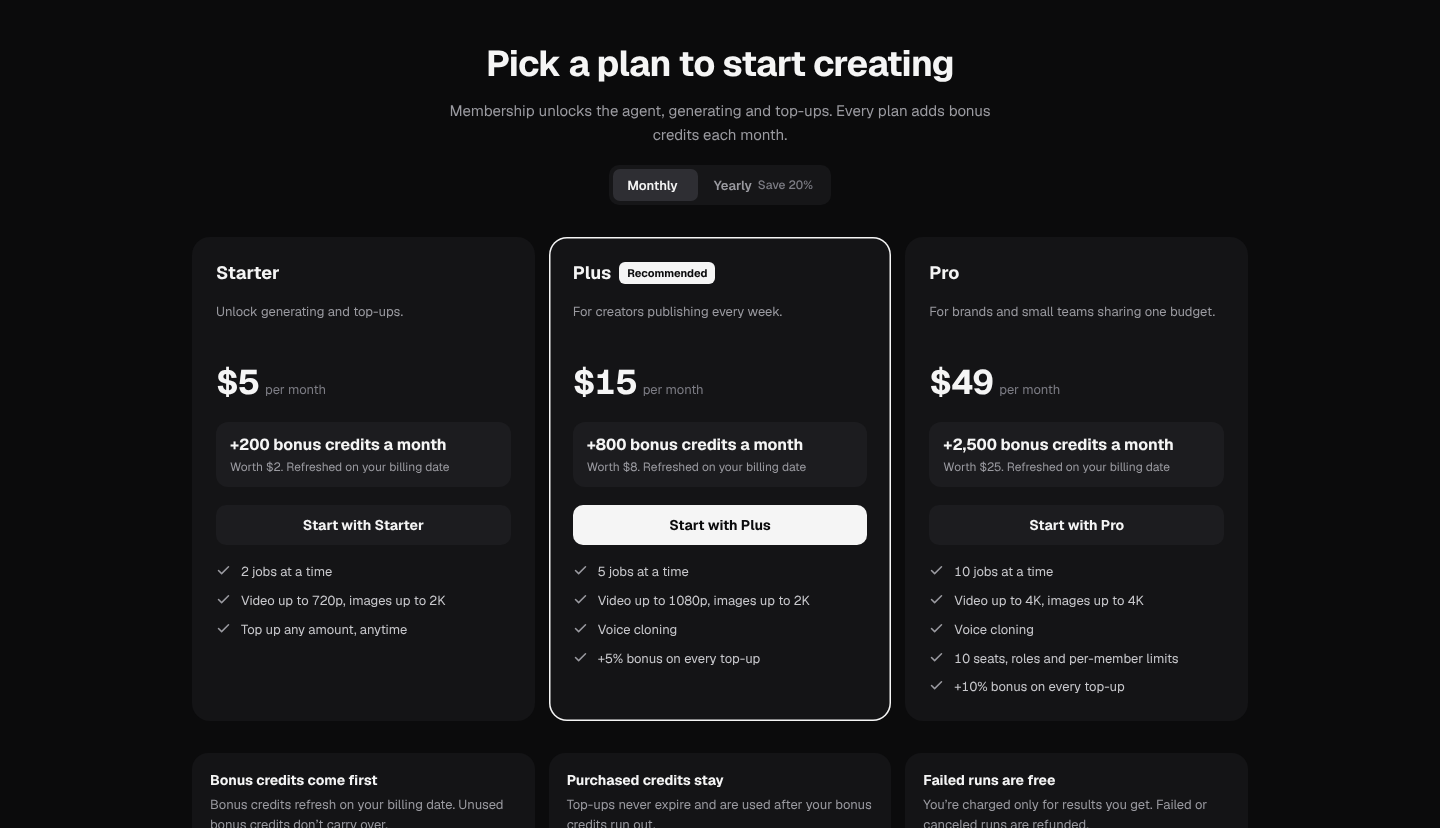 Pick a plan to start creating
Membership unlocks the agent, generating and top-ups. Every plan adds bonus
credits each month.
Monthly
Yearly Save 20%
Starter
Unlock generating and top-ups.
$5 per month
+200 bonus credits a month
Worth $2. Refreshed on your billing date
Start with Starter
2 jobs at a time
Video up to 720p, images up to 2K
Top up any amount, anytime
Plus Recommended
For creators publishing every week.
$15 per month
+800 bonus credits a month
Worth $8. Refreshed on your billing date
Start with Plus
5 jobs at a time
Video up to 1080p, images up to 2K
Voice cloning
+5% bonus on every top-up
Pro
For brands and small teams sharing one budget.
$49 per month
+2,500 bonus credits a month
Worth $25. Refreshed on your billing date
Start with Pro
10 jobs at a time
Video up to 4K, images up to 4K
Voice cloning
10 seats, roles and per-member limits
+10% bonus on every top-up
Bonus credits come first
Bonus credits refresh on your billing date. Unused
bonus credits don't carry over.
Purchased credits stay
Top-ups never expire and are used after your bonus
credits run out.
Failed runs are free
You're charged only for results you get. Failed or
canceled runs are refunded.